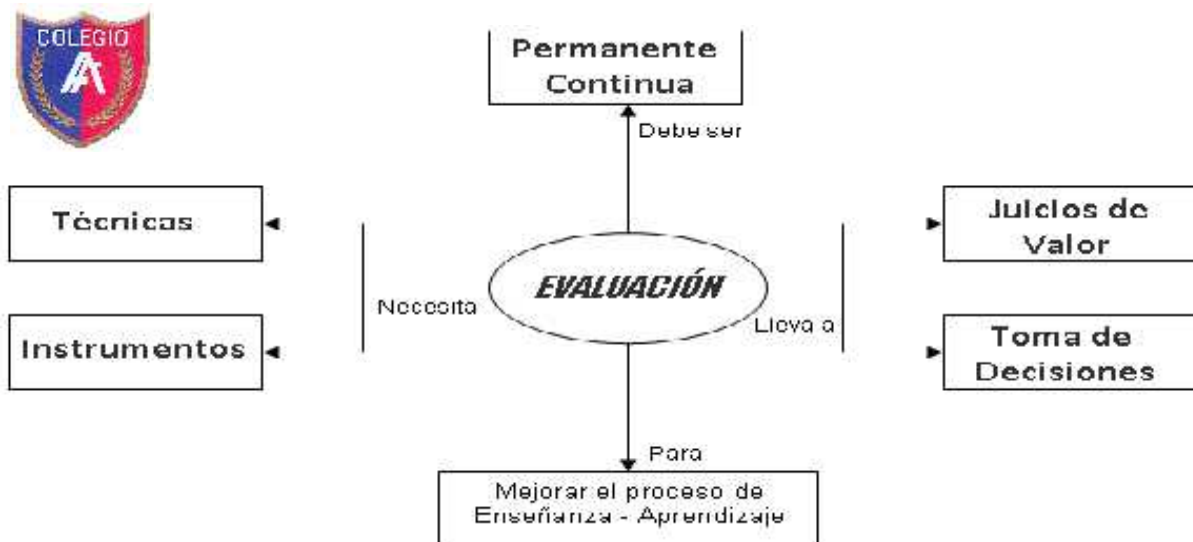 COLEGIO
AA
Permanente
Continua
Debe ser
Técnicas
Juicios de
Valor
EVALUACIÓN
Necesita
Lleva a
Instrumentos
Toma de
Decisiones
Para
Mejorar el proceso de
Enseñanza - Aprendizaje